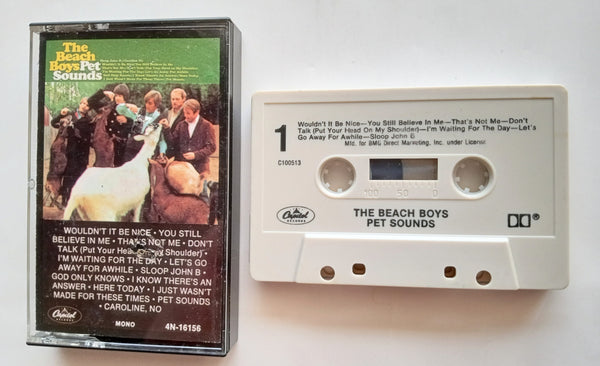 The
Beach
Boys Pet
Sounds
WOULDN'T IT BE NICE • YOU STILL
BELIEVE IN ME • THAT'S NOT ME • DON'T
TALK (PUT Your Head On My Shoulder) •
I'M WAITING FOR THE DAY • LET'S GO
AWAY FOR AWHILE • SLOOP JOHN B •
GOD ONLY KNOWS • I KNOW THERE'S AN
ANSWER • HERE TODAY • I JUST WASN'T
MADE FOR THESE TIMES • PET SOUNDS
• CAROLINE, NO
Capitol
MONO
4N-16156
1
Wouldn't It Be Nice—You Still Believe In Me—That's Not Me—Don't
Talk (Put Your Head On My Shoulder)—I'm Waiting For The Day—Let's
Go Away For Awhile—Sloop John B
Mfd. for BMG Direct Marketing, Inc. under License
C100513
100 50 0
Capitol
RECORDS
THE BEACH BOYS
PET SOUNDS